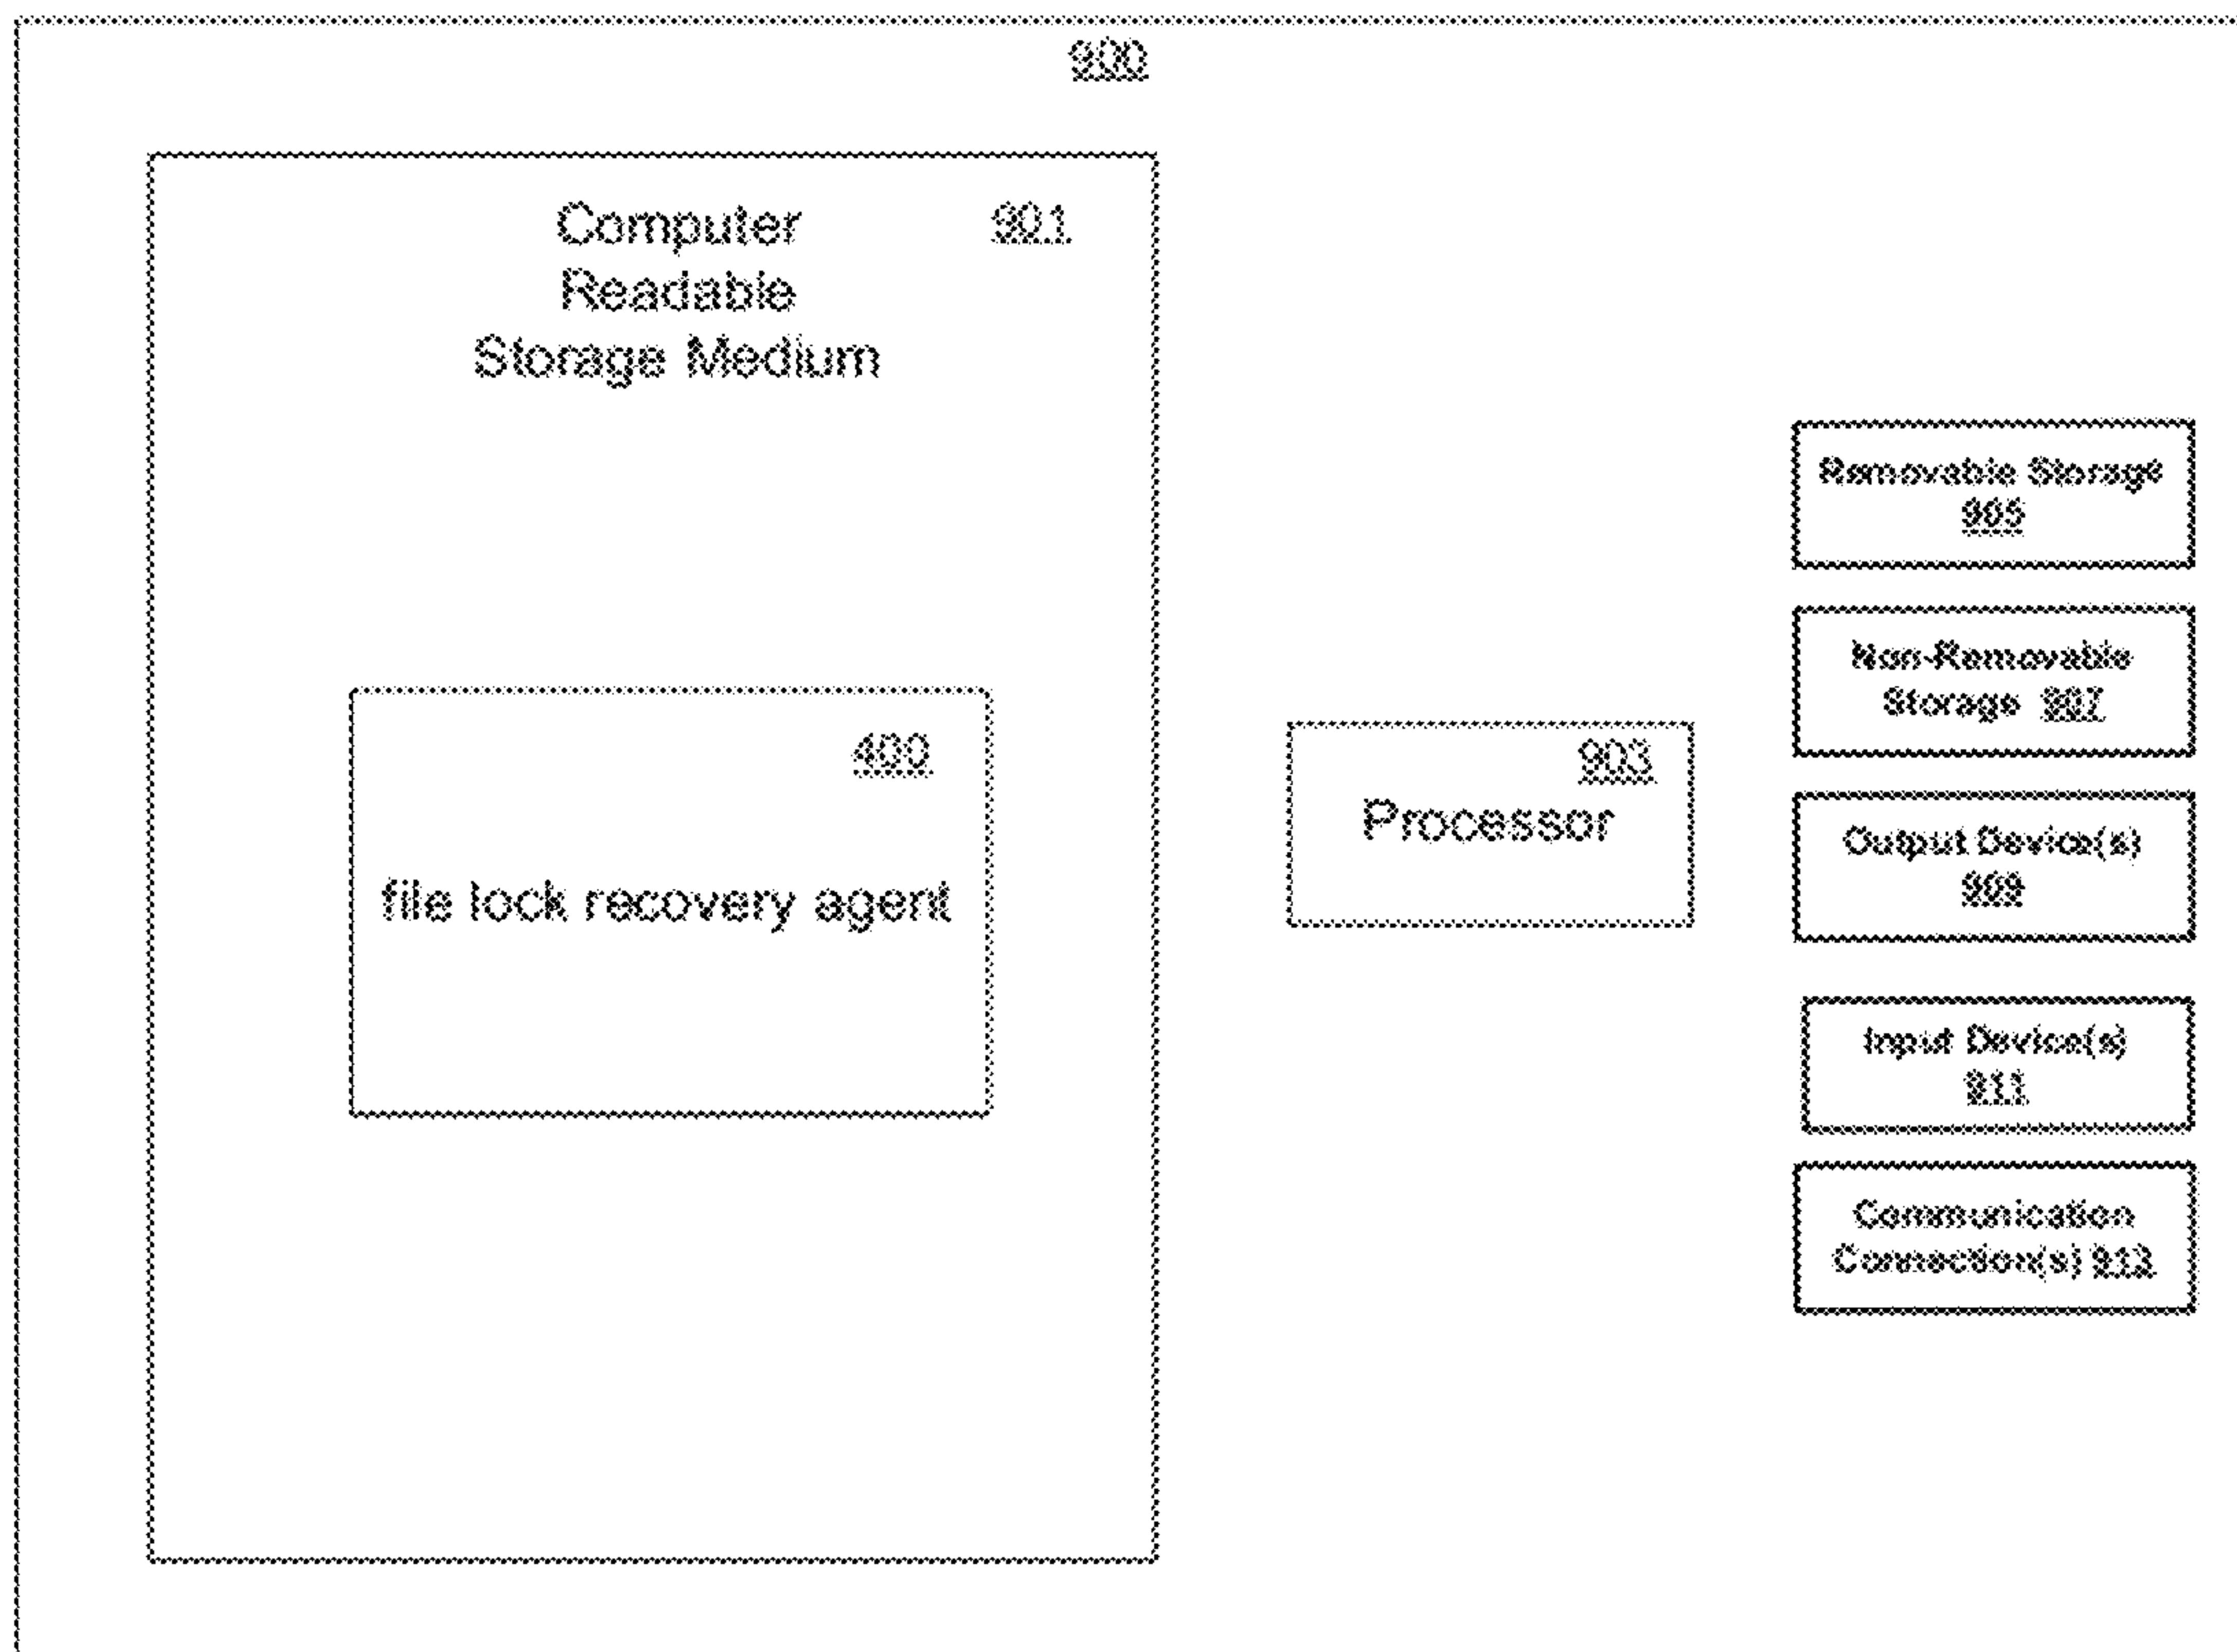 900
Computer 901
Readable
Storage Medium
400
file lock recovery agent
903
Processor
Removable Storage
905
Non-Removable
Storage 907
Output Device(s)
909
Input Device(s)
911
Communication
Connection(s) 913